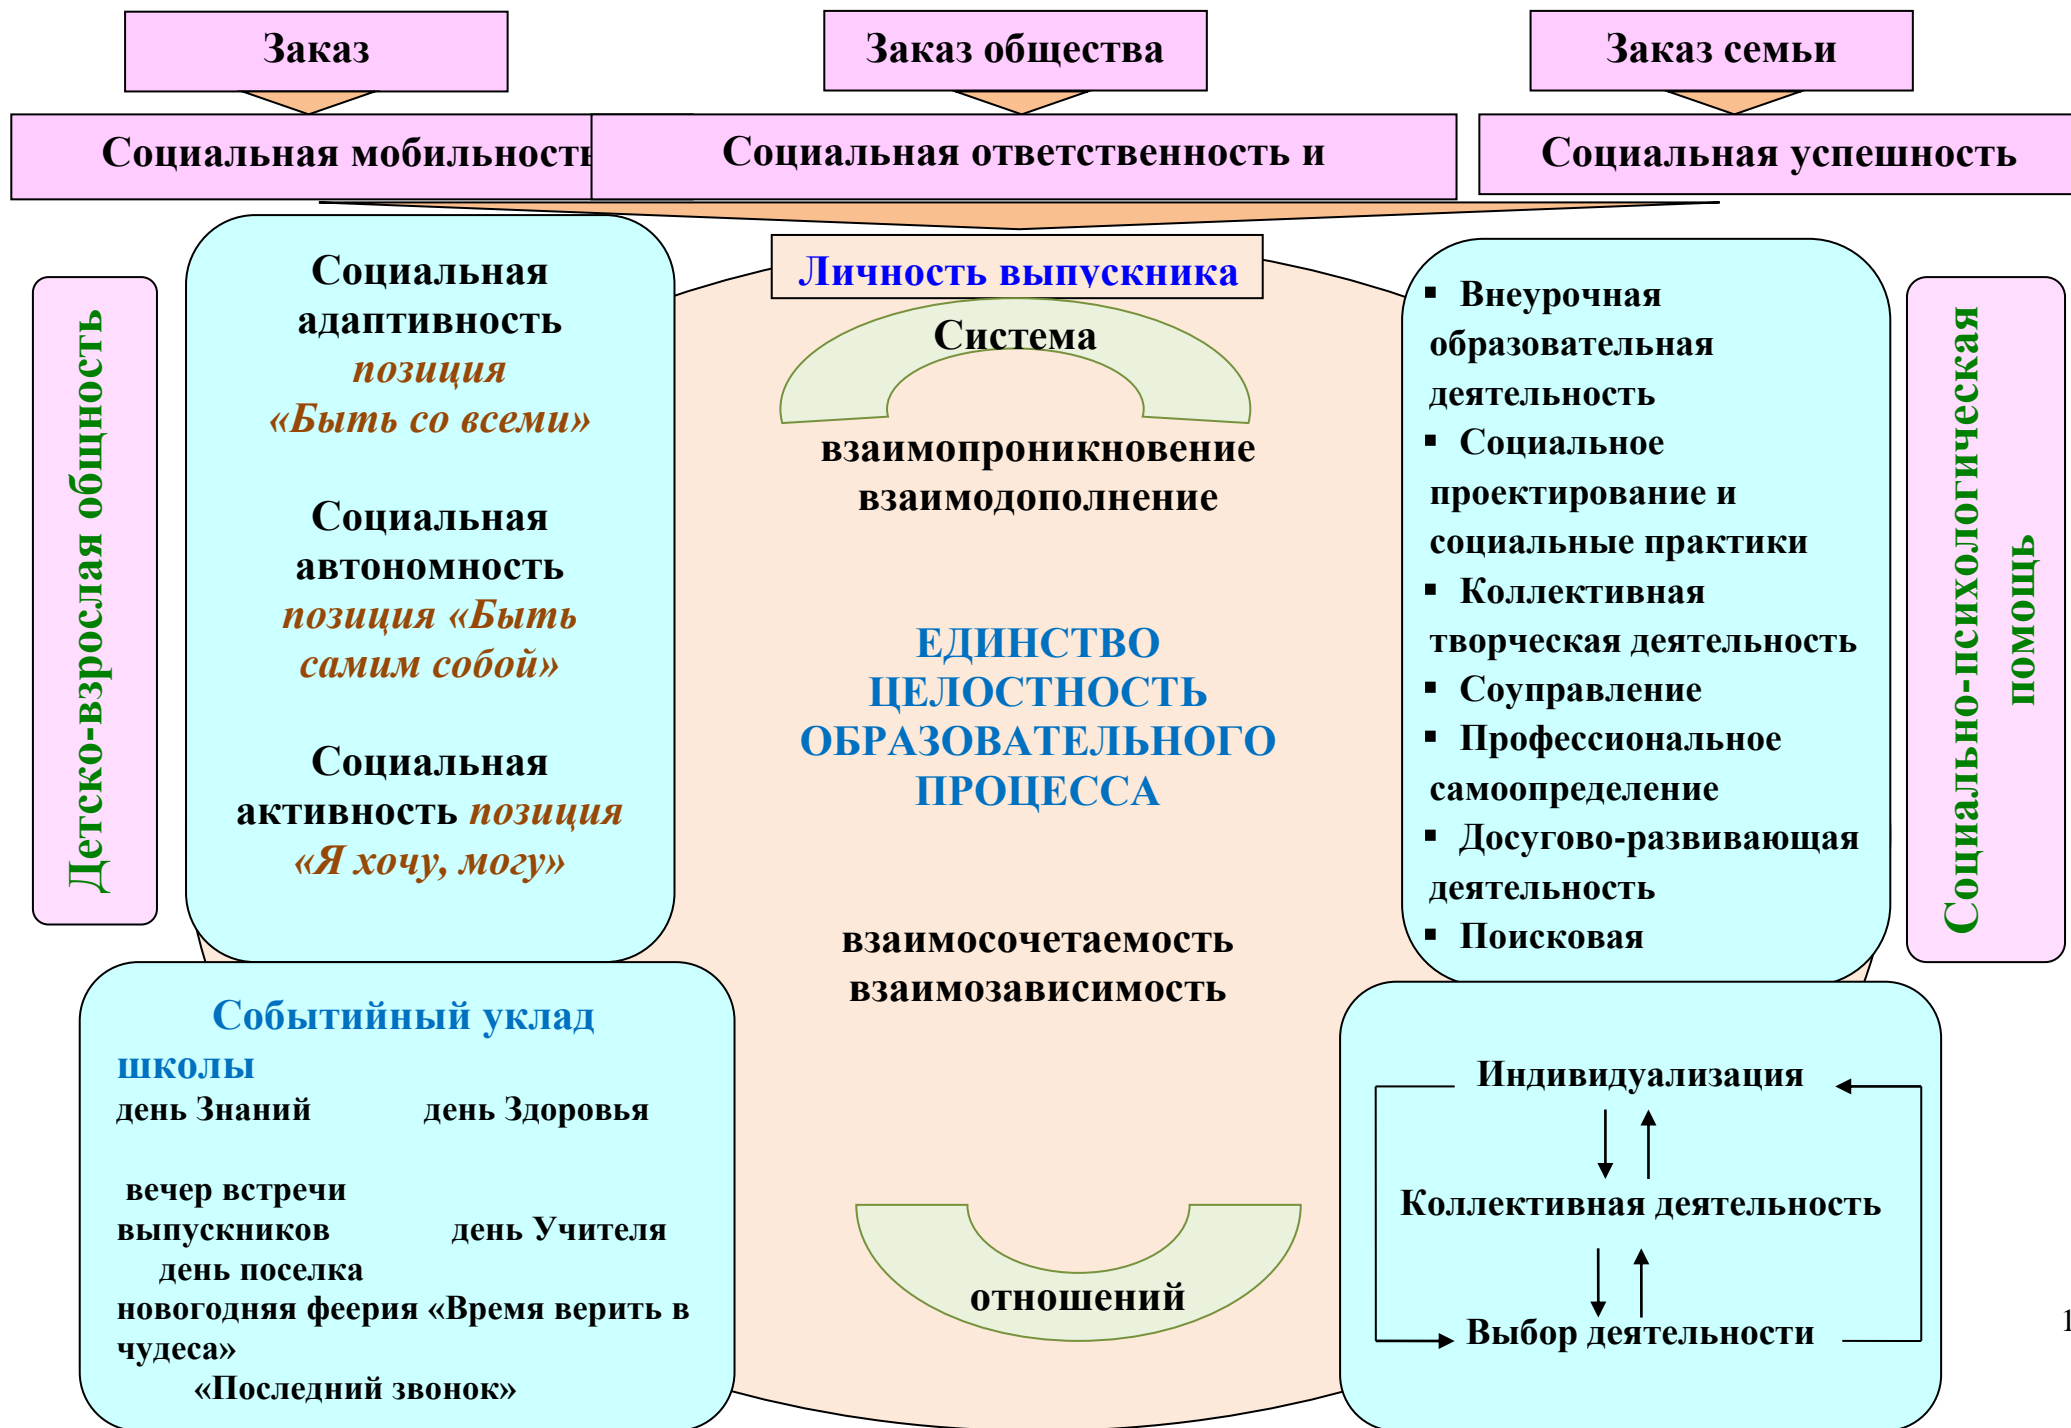 Заказ
Заказ общества
Заказ семьи
Социальная мобильность
Социальная ответственность и
Социальная успешность
Детско-взрослая общность
Социальная
адаптивность
позиция
«Быть со всеми»
Социальная
автономность
позиция «Быть
самим собой»
Социальная
активность позиция
«Я хочу, могу»
Личность выпускника
Система
взаимопроникновение
взаимодополнение
ЕДИНСТВО
ЦЕЛОСТНОСТЬ
ОБРАЗОВАТЕЛЬНОГО
ПРОЦЕССА
взаимосочетаемость
взаимозависимость
отношений
▪ Внеурочная
образовательная
деятельность
▪ Социальное
проектирование и
социальные практики
▪ Коллективная
творческая деятельность
▪ Соуправление
▪ Профессиональное
самоопределение
▪ Досугово-развивающая
деятельность
▪ Поисковая
Социально-психологическая
помощь
Событийный уклад
школы
день Знаний день Здоровья
вечер встречи
выпускников день Учителя
день поселка
новогодняя феерия «Время верить в
чудеса»
«Последний звонок»
Индивидуализация
Коллективная деятельность
Выбор деятельности
1